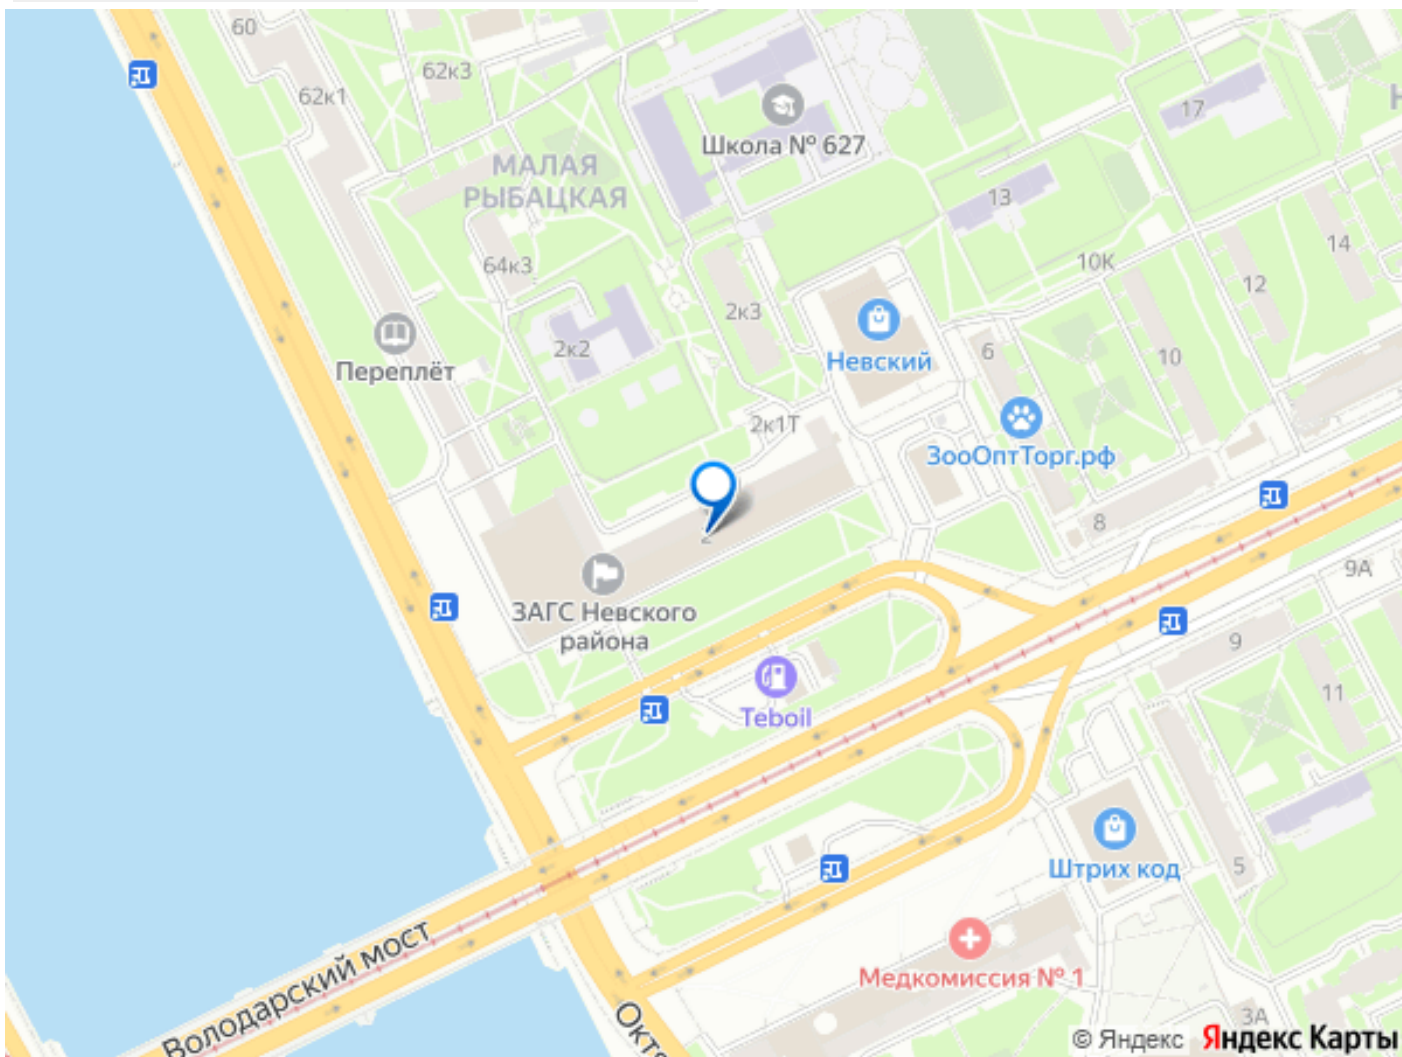 60
62к3
62к1
17
Школа № 627
МАЛАЯ
РЫБАЦКАЯ
13
14
64к3
10К
12
2к3
2к2
Переплёт
Невский
6
10
2к1Т
ЗооОптТорг.рф
8
2
9А
ЗАГС Невского
района
9
11
Teboil
5
Штрих код
Володарский мост
Медкомиссия № 1
Окт
3А
© Яндекс Яндекс Карты